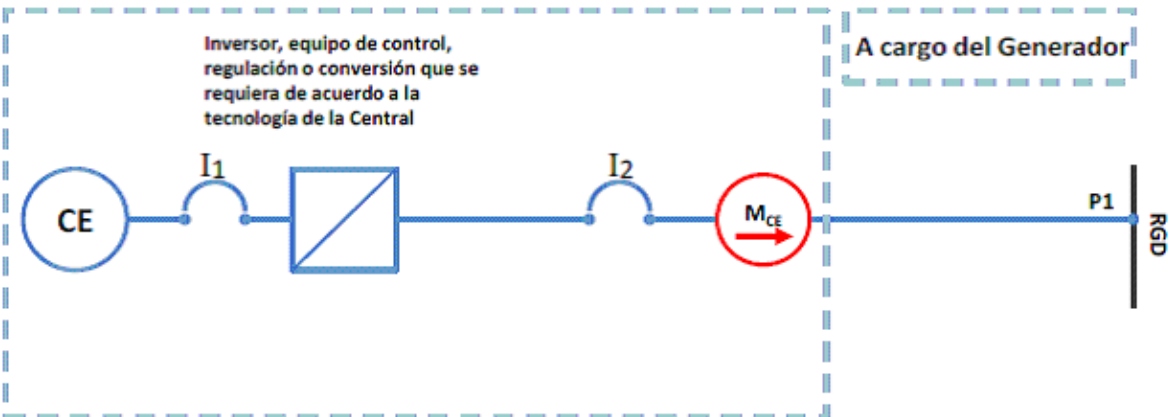 Inversor, equipo de control,
regulación o conversión que se
requiera de acuerdo a la
tecnología de la Central
A cargo del Generador
I1
I2
CE
MCE
P1
RGD